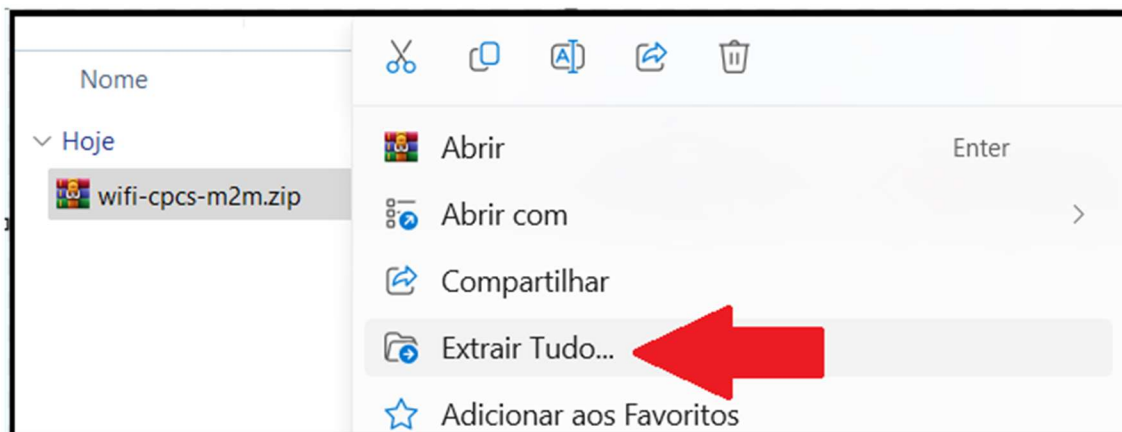 Nome
Hoje
wifi-cpcs-m2m.zip
Abrir Enter
Abrir com
Compartilhar
Extrair Tudo...
Adicionar aos Favoritos